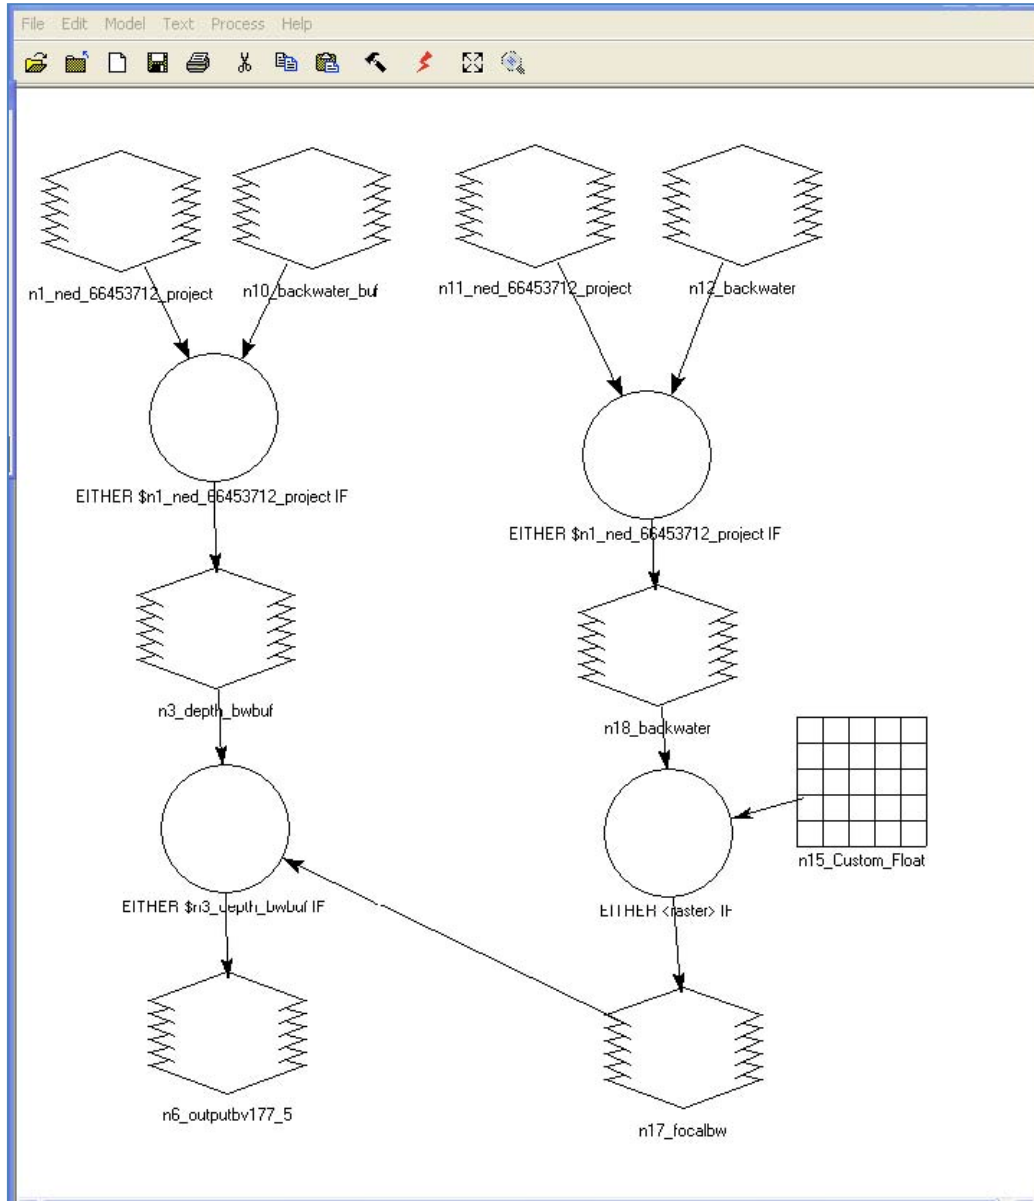 File Edit Model Text Process Help
n1_ned_66453712_project
n10_backwater_buf
n11_ned_66453712_project
n12_backwater
EITHER $n1_ned_66453712_project IF
EITHER $n1_ned_66453712_project IF
n3_depth_bwbuf
n18_backwater
n15_Custom_Float
EITHER $n3_depth_bwbuf IF
EITHER <raster> IF
n6_outputbv177_5
n17_focalbw